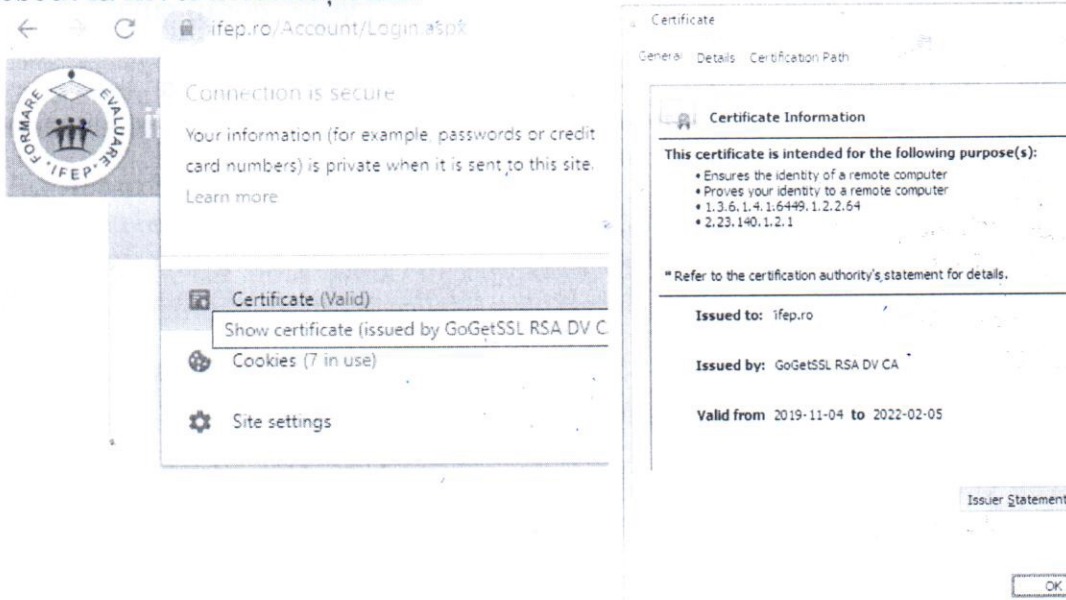 ifep.ro/Account/Login.aspx
FORMARE EVALUARE
IFEP
Connection is secure
Your information (for example, passwords or credit
card numbers) is private when it is sent to this site.
Learn more
Certificate (Valid)
Show certificate (issued by GoGetSSL RSA DV C
Cookies (7 in use)
Site settings
Certificate
General Details Certification Path
Certificate Information
This certificate is intended for the following purpose(s):
• Ensures the identity of a remote computer
• Proves your identity to a remote computer
• 1.3.6.1.4.1.6449.1.2.2.64
• 2.23.140.1.2.1
* Refer to the certification authority's statement for details.
Issued to: ifep.ro
Issued by: GoGetSSL RSA DV CA
Valid from 2019-11-04 to 2022-02-05
Issuer Statement
OK